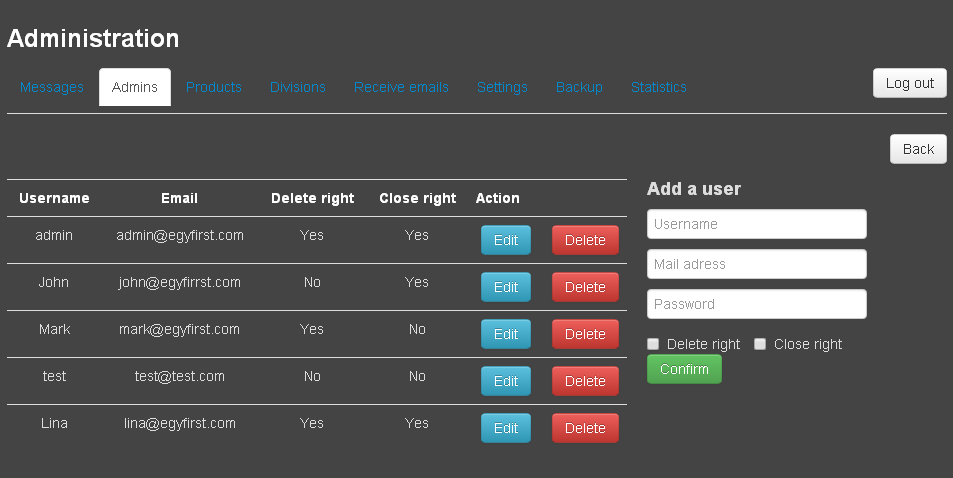 Administration
Messages Admins Products Divisions Receive emails Settings Backup Statistics Log out
Back
Username Email Delete right Close right Action
admin admin@egyfirst.com Yes Yes Edit Delete
John john@egyfirrst.com No Yes Edit Delete
Mark mark@egyfirst.com Yes No Edit Delete
test test@test.com No No Edit Delete
Lina lina@egyfirst.com Yes Yes Edit Delete
Add a user
Username
Mail adress
Password
Delete right Close right
Confirm